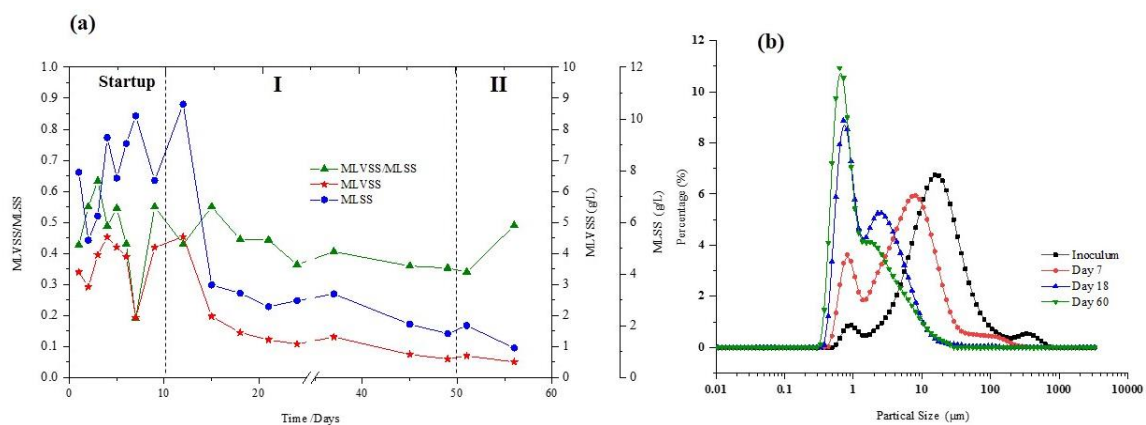 (a)
Startup
I
II
MLVSS/MLSS
MLVSS
MLSS
1.0
0.9
0.8
0.7
0.6
0.5
0.4
0.3
0.2
0.1
0.0
MLVSS/MLSS
0
10
20
40
50
60
Time /Days
10
9
8
7
6
5
4
3
2
1
0
MLVSS (g/L)
12
10
8
6
4
2
0
MLSS (g/L)
(b)
12
10
8
6
4
2
0
Percentage (%)
Inoculum
Day 7
Day 18
Day 60
0.01
0.1
1
10
100
1000
10000
Partical Size (μm)